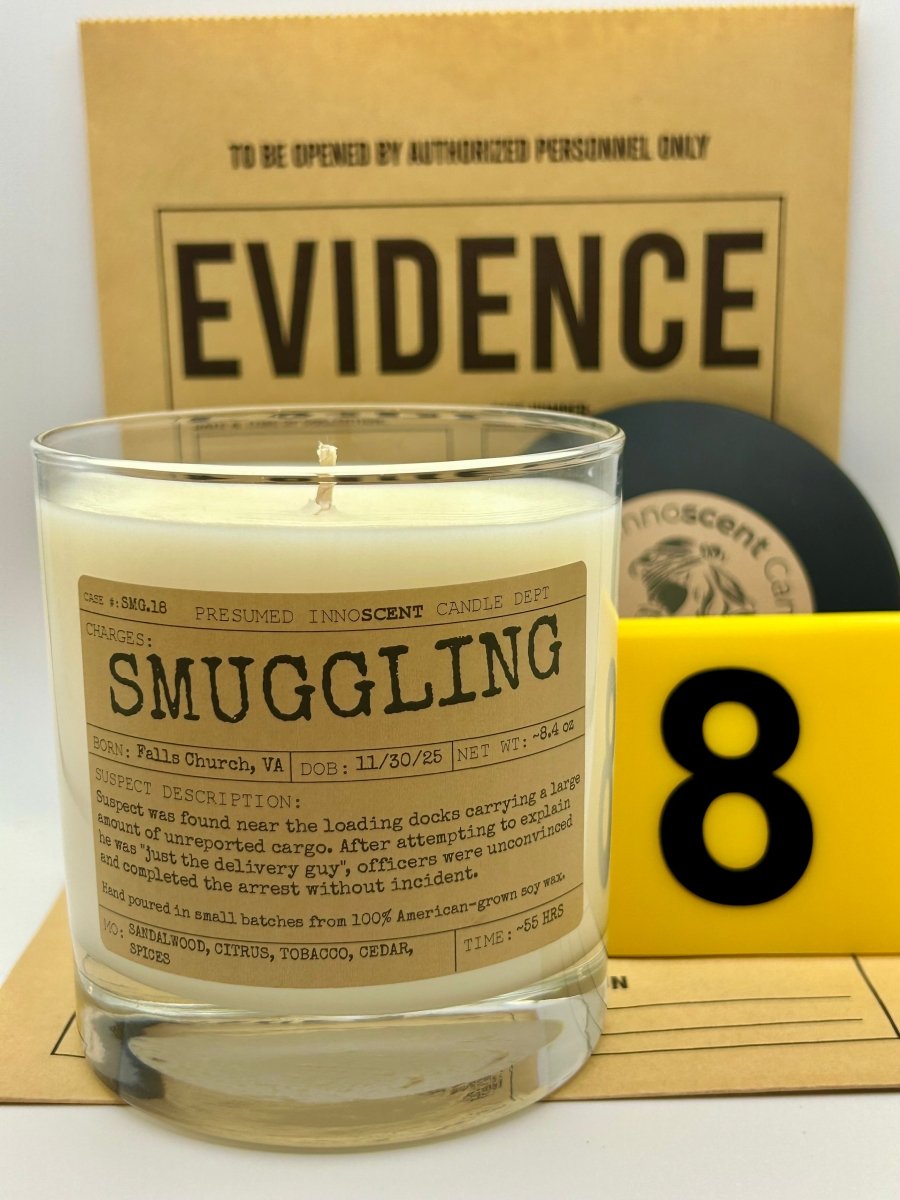 TO BE OPENED BY AUTHORIZED PERSONNEL ONLY
EVIDENCE
innoscent Can
8
CASE #: SMG.18 PRESUMED INNOSCENT CANDLE DEPT
CHARGES:
SMUGGLING
BORN: Falls Church, VA DOB: 11/30/25 NET WT: ~8.4 oz
SUSPECT DESCRIPTION:
Suspect was found near the loading docks carrying a large
amount of unreported cargo. After attempting to explain
he was "just the delivery guy", officers were unconvinced
and completed the arrest without incident.
Hand poured in small batches from 100% American-grown soy wax.
MO: SANDALWOOD, CITRUS, TOBACCO, CEDAR,
SPICES
TIME: ~55 HRS